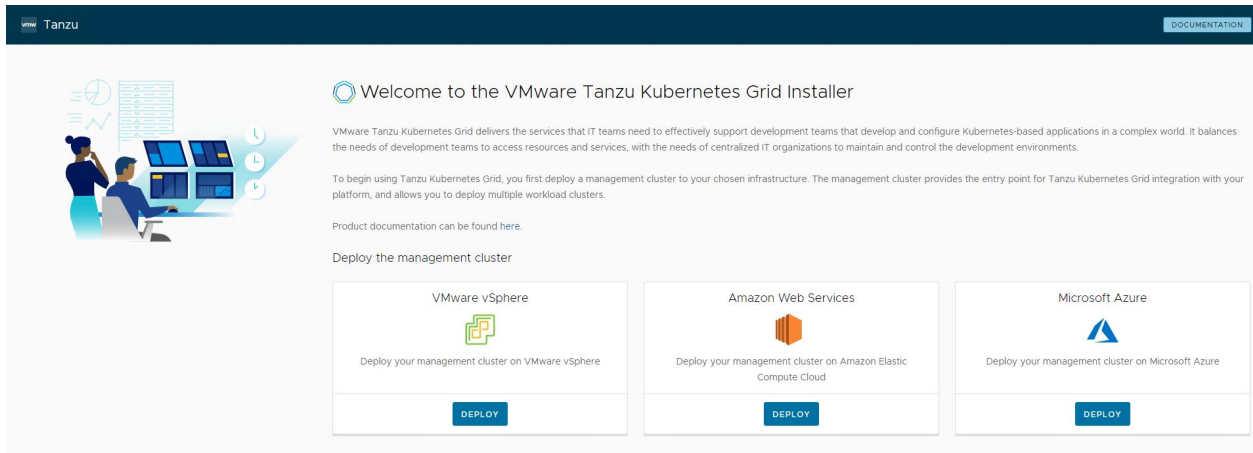 vmw Tanzu
DOCUMENTATION
Welcome to the VMware Tanzu Kubernetes Grid Installer
VMware Tanzu Kubernetes Grid delivers the services that IT teams need to effectively support development teams that develop and configure Kubernetes-based applications in a complex world. It balances
the needs of development teams to access resources and services, with the needs of centralized IT organizations to maintain and control the development environments.
To begin using Tanzu Kubernetes Grid, you first deploy a management cluster to your chosen infrastructure. The management cluster provides the entry point for Tanzu Kubernetes Grid integration with your
platform, and allows you to deploy multiple workload clusters.
Product documentation can be found here.
Deploy the management cluster
VMware vSphere
Deploy your management cluster on VMware vSphere
DEPLOY
Amazon Web Services
Deploy your management cluster on Amazon Elastic
Compute Cloud
DEPLOY
Microsoft Azure
Deploy your management cluster on Microsoft Azure
DEPLOY